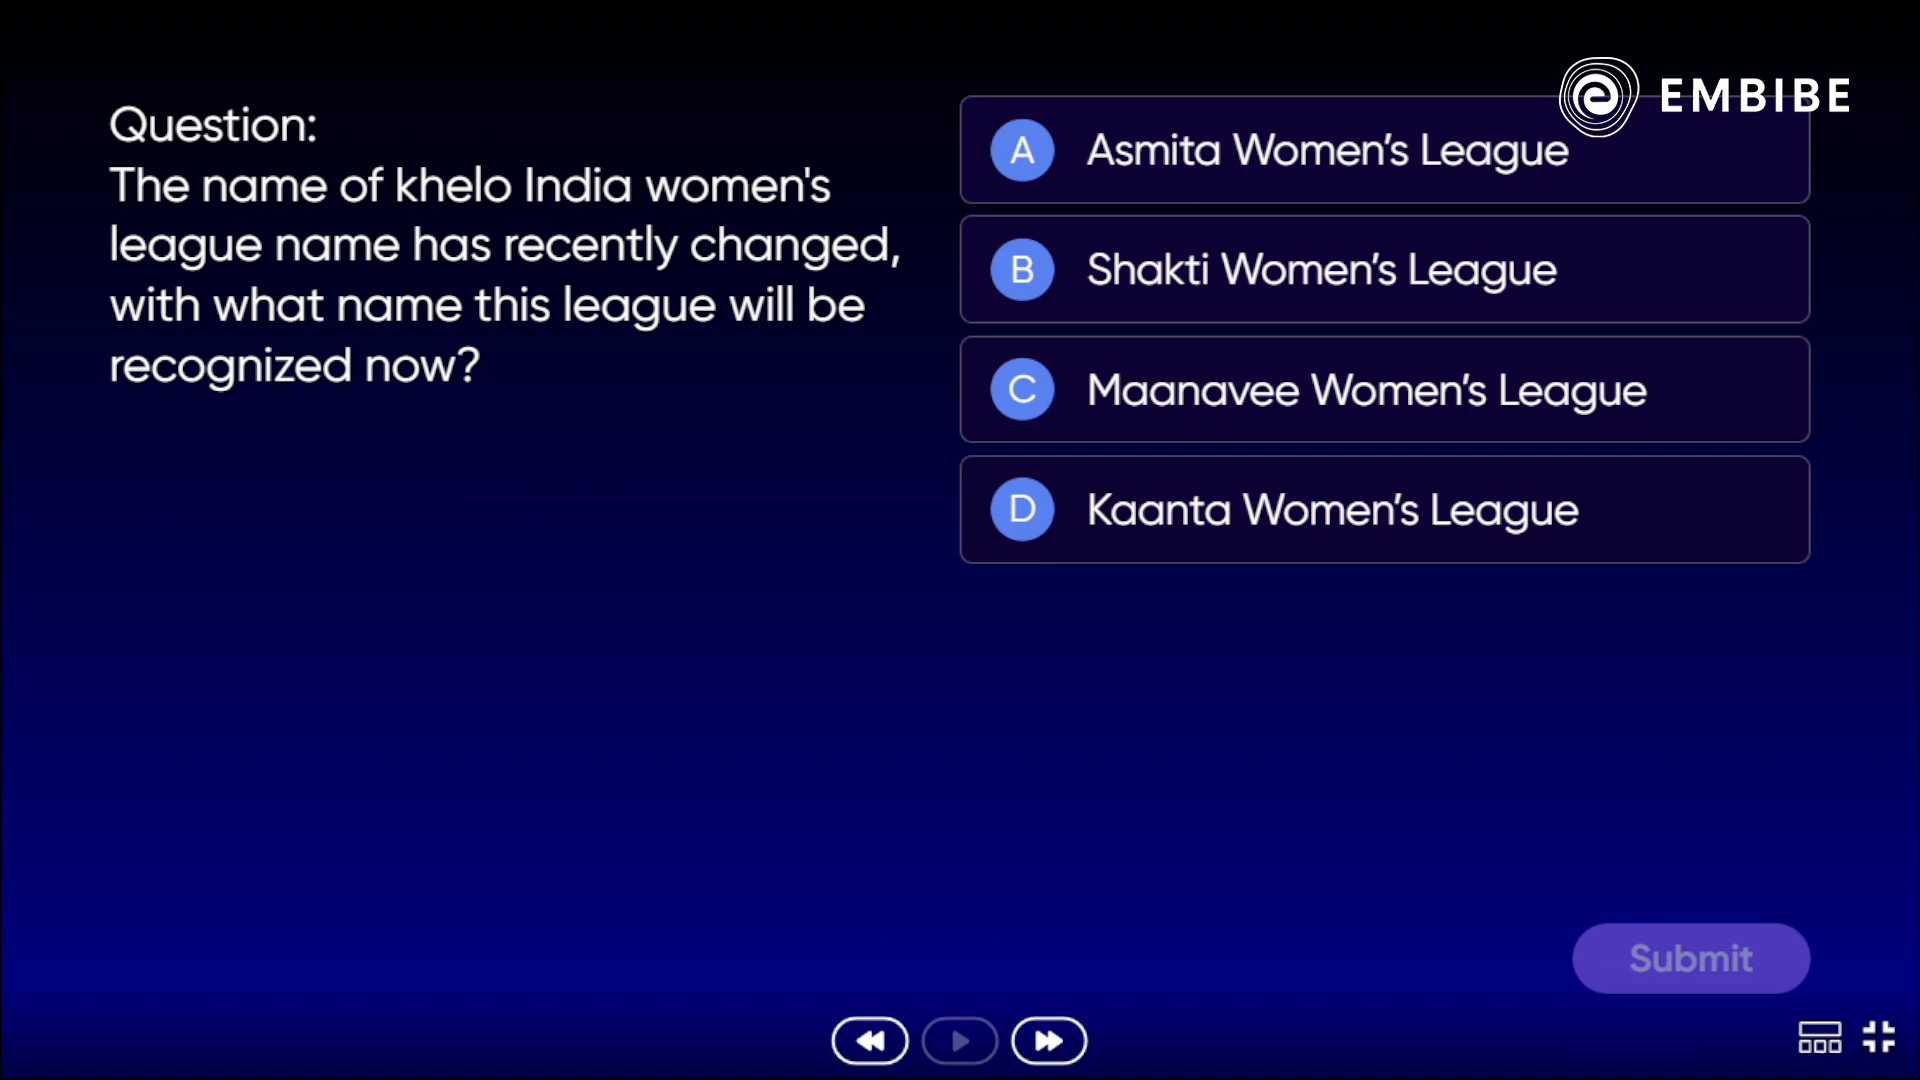 EMBIBE
Question:
The name of khelo India women's
league name has recently changed,
with what name this league will be
recognized now?
A Asmita Women’s League
B Shakti Women’s League
C Maanavee Women’s League
D Kaanta Women’s League
Submit